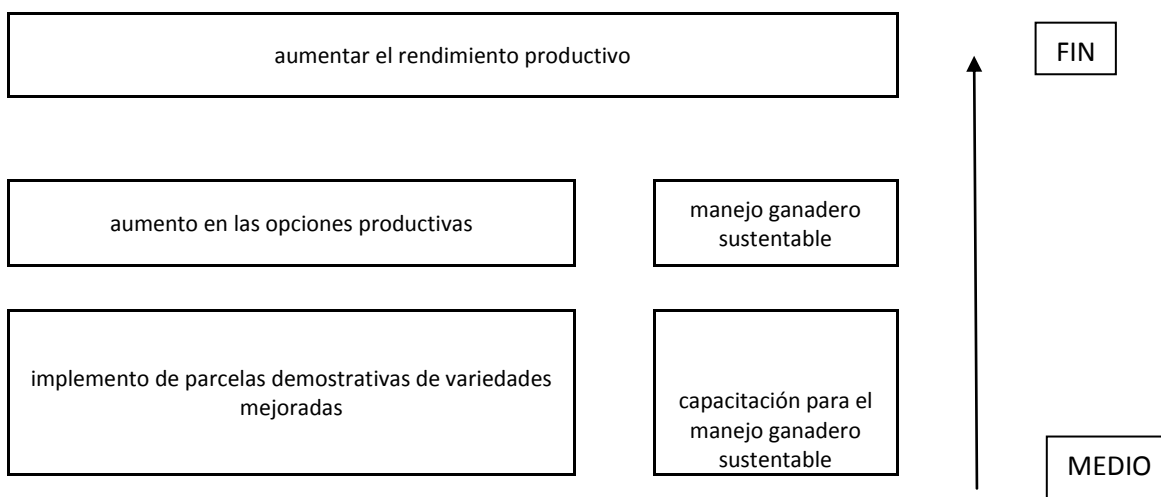 aumentar el rendimiento productivo
FIN
aumento en las opciones productivas
manejo ganadero
sustentable
implemento de parcelas demostrativas de variedades
mejoradas
capacitación para el
manejo ganadero
sustentable
MEDIO